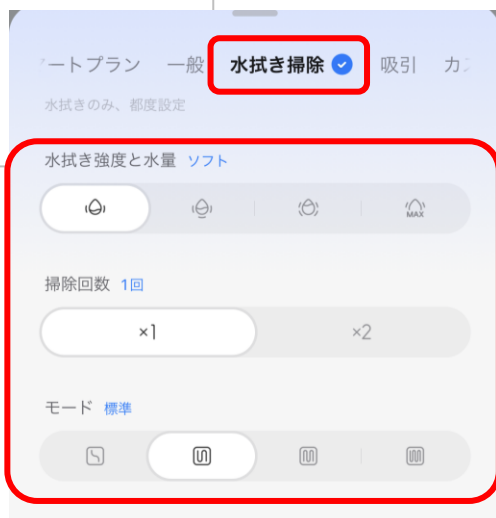 ートプラン 一般 水拭き掃除 吸引 カ
水拭きのみ、都度設定
水拭き強度と水量 ソフト
MAX
掃除回数 1回
×1 ×2
モード 標準